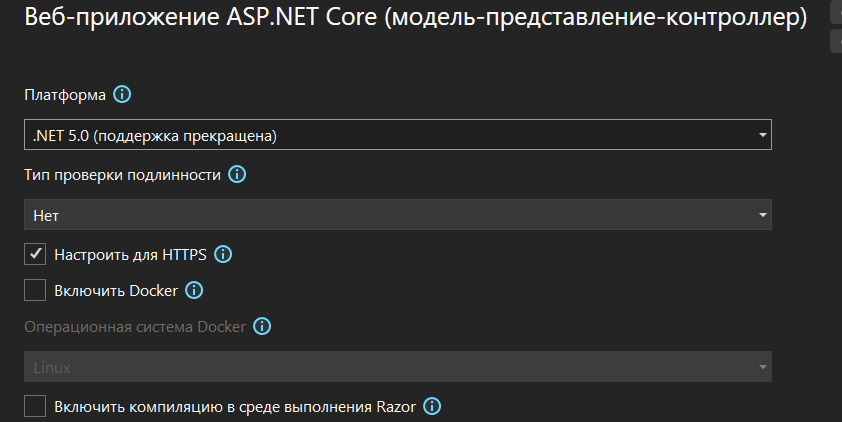 Веб-приложение ASP.NET Core (модель-представление-контроллер)
Платформа
.NET 5.0 (поддержка прекращена)
Тип проверки подлинности
Нет
Настроить для HTTPS
Включить Docker
Операционная система Docker
Linux
Включить компиляцию в среде выполнения Razor